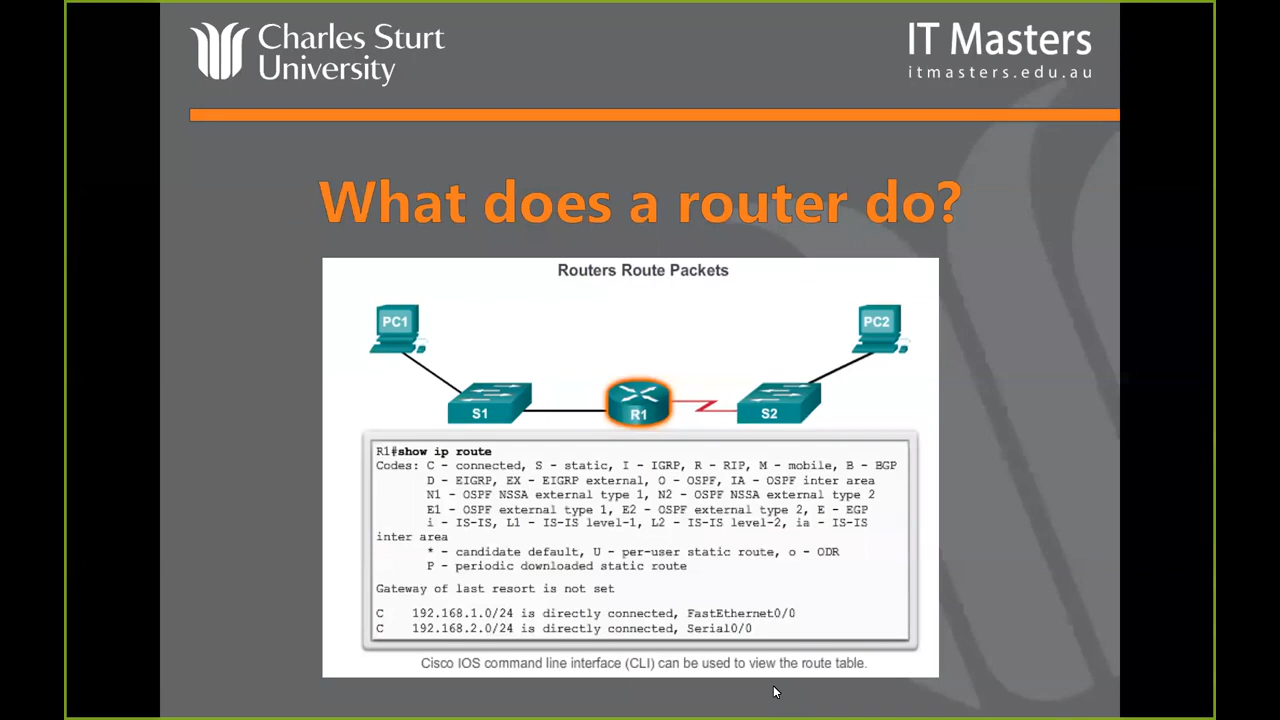 Charles Sturt
University
IT Masters
itmasters.edu.au
What does a router do?
Routers Route Packets
PC1
PC2
S1
R1
S2
R1#show ip route
Codes: C - connected, S - static, I - IGRP, R - RIP, M - mobile, B - BGP
D - EIGRP, EX - EIGRP external, O - OSPF, IA - OSPF inter area
N1 - OSPF NSSA external type 1, N2 - OSPF NSSA external type 2
E1 - OSPF external type 1, E2 - OSPF external type 2, E - EGP
i - IS-IS, L1 - IS-IS level-1, L2 - IS-IS level-2, ia - IS-IS
inter area
* - candidate default, U - per-user static route, o - ODR
P - periodic downloaded static route
Gateway of last resort is not set
C 192.168.1.0/24 is directly connected, FastEthernet0/0
C 192.168.2.0/24 is directly connected, Serial0/0
Cisco IOS command line interface (CLI) can be used to view the route table.